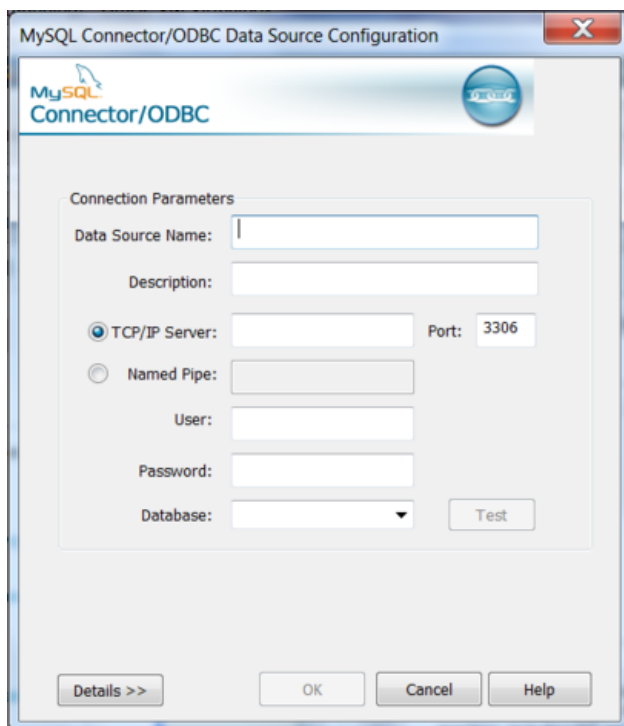 MySQL Connector/ODBC Data Source Configuration
MySQL
Connector/ODBC
Connection Parameters
Data Source Name:
Description:
TCP/IP Server: Port: 3306
Named Pipe:
User:
Password:
Database: Test
Details >> OK Cancel Help